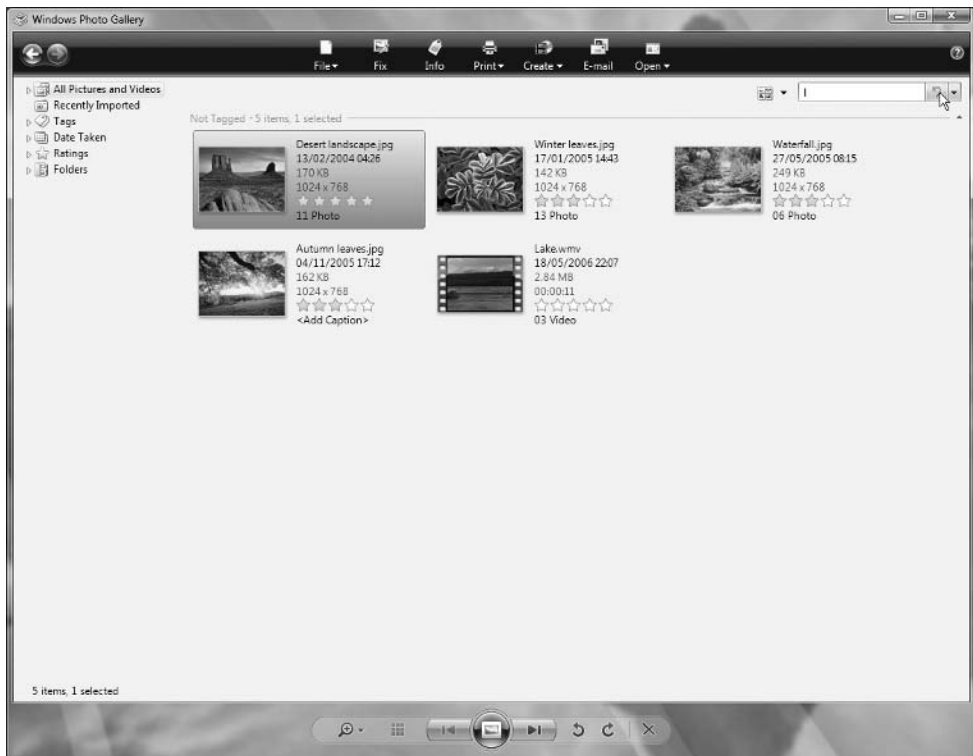 Windows Photo Gallery
File Fix Info Print Create E-mail Open
All Pictures and Videos
Recently Imported
Tags
Date Taken
Ratings
Folders
Not Tagged - 5 items, 1 selected
Desert landscape.jpg
13/02/2004 04:26
170 KB
1024 x 768
11 Photo
Winter leaves.jpg
17/01/2005 14:43
142 KB
1024 x 768
13 Photo
Waterfall.jpg
27/05/2005 08:15
249 KB
1024 x 768
06 Photo
Autumn leaves.jpg
04/11/2005 17:12
162 KB
1024 x 768
<Add Caption>
Lake.wmv
18/05/2006 22:07
2.84 MB
00:00:11
03 Video
5 items, 1 selected